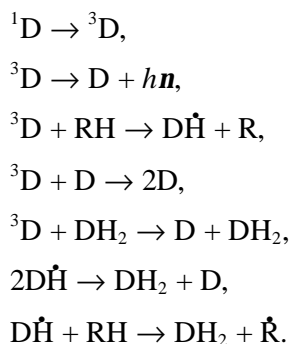 ¹D → ³D,
³D → D + h𝒏,
³D + RH → DḢ + R,
³D + D → 2D,
³D + DH₂ → D + DH₂,
2DḢ → DH₂ + D,
DḢ + RH → DH₂ + Ṙ.